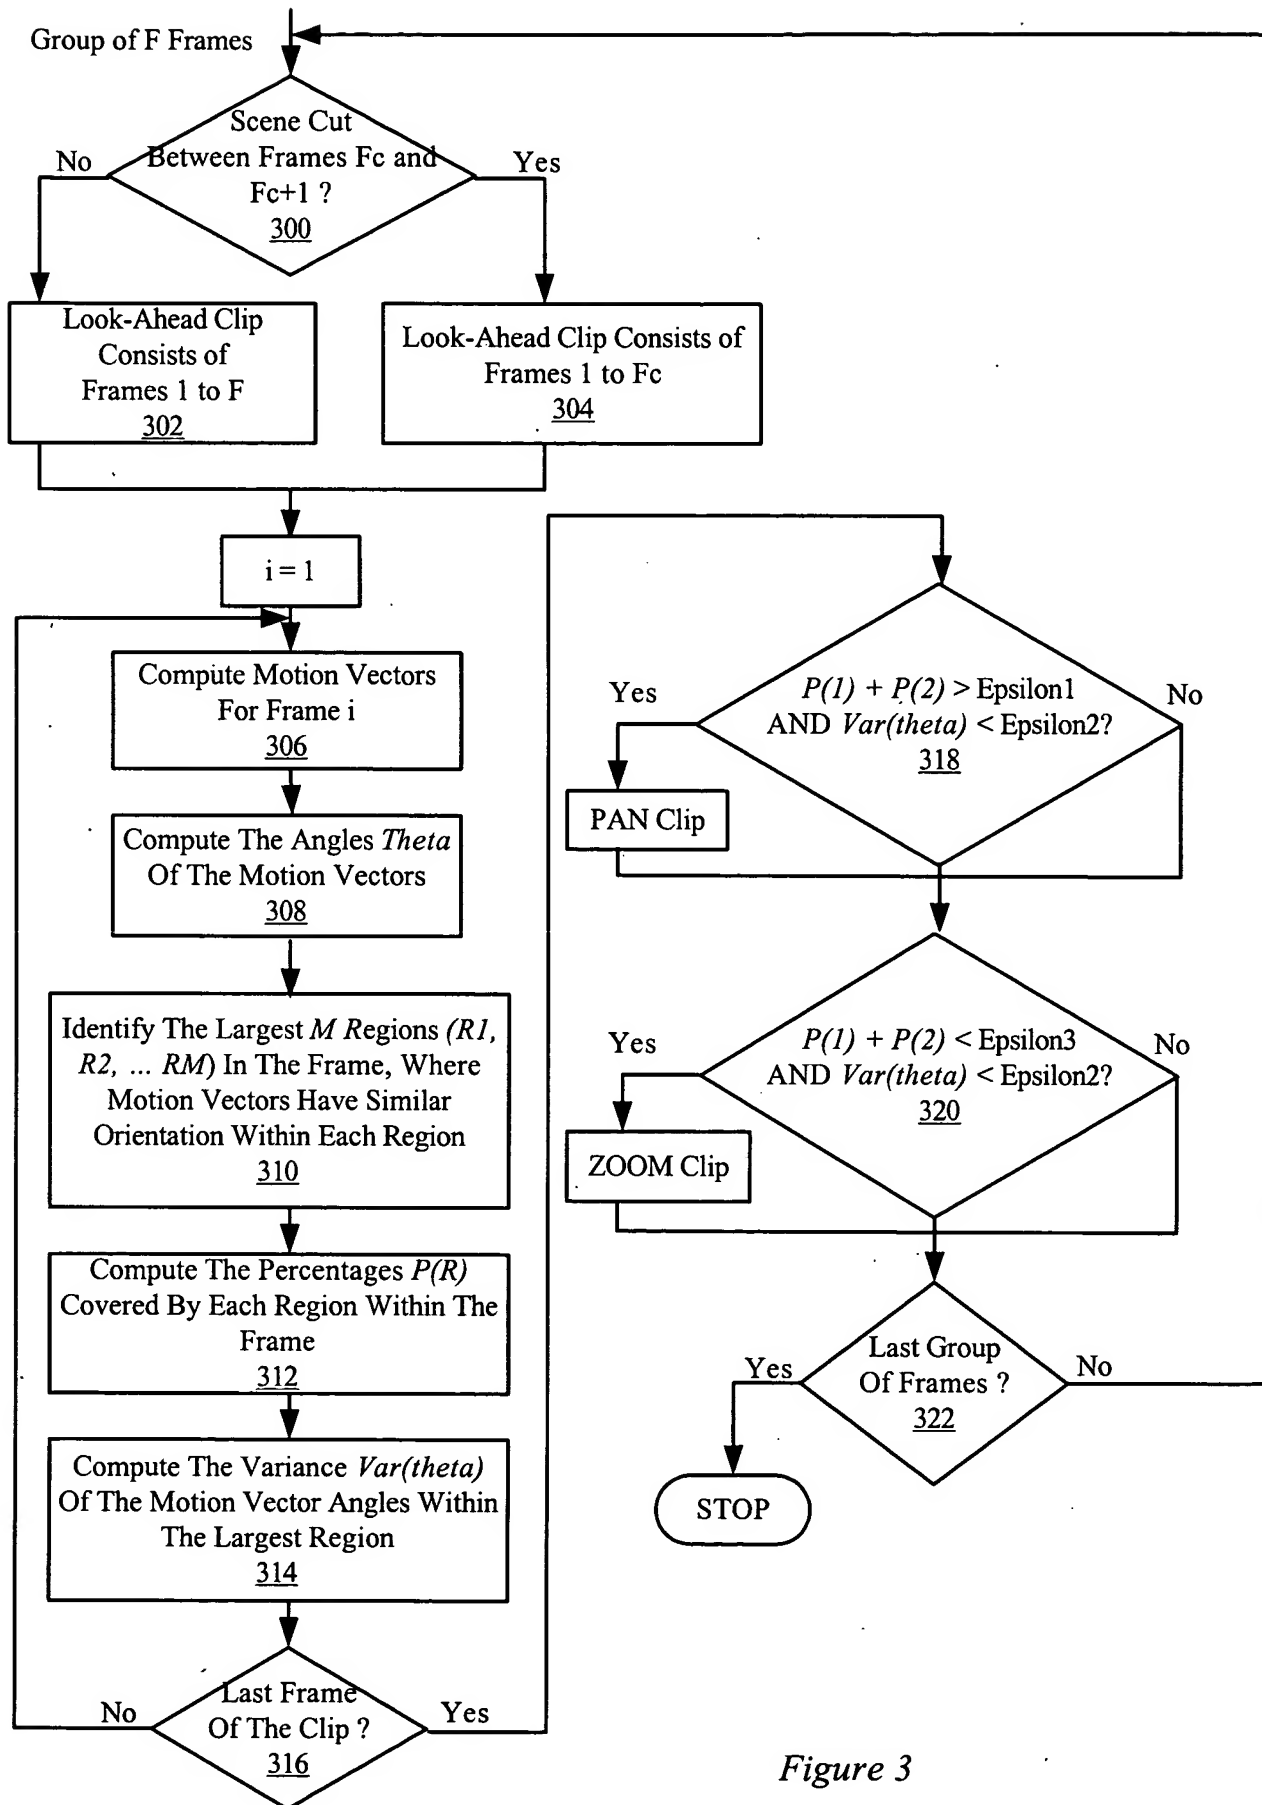 Group of F Frames
Scene Cut
Between Frames Fc and
Fc+1 ?
300
No
Yes
Look-Ahead Clip
Consists of
Frames 1 to F
302
Look-Ahead Clip Consists of
Frames 1 to Fc
304
i = 1
Compute Motion Vectors
For Frame i
306
Compute The Angles Theta
Of The Motion Vectors
308
Identify The Largest M Regions (R1,
R2, ... RM) In The Frame, Where
Motion Vectors Have Similar
Orientation Within Each Region
310
Compute The Percentages P(R)
Covered By Each Region Within The
Frame
312
Compute The Variance Var(theta)
Of The Motion Vector Angles Within
The Largest Region
314
Last Frame
Of The Clip ?
316
No
Yes
P(1) + P(2) > Epsilon1
AND Var(theta) < Epsilon2?
318
Yes
No
PAN Clip
P(1) + P(2) < Epsilon3
AND Var(theta) < Epsilon2?
320
Yes
No
ZOOM Clip
Last Group
Of Frames ?
322
Yes
No
STOP
Figure 3